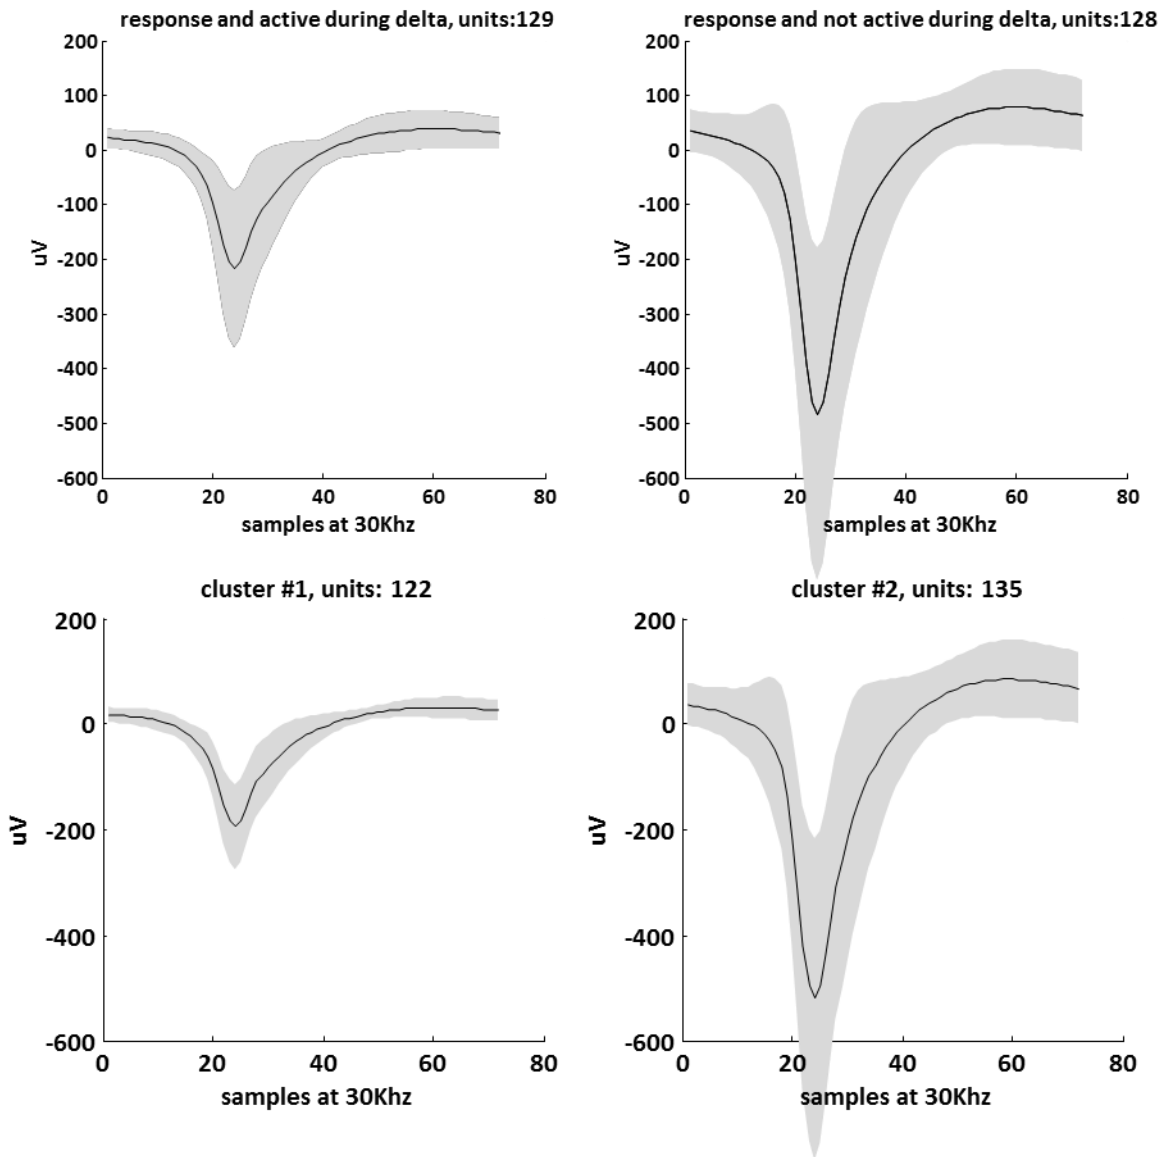 response and active during delta, units:129
200
100
0
-100
-200
-300
-400
-500
-600
uV
0 20 40 60 80
samples at 30Khz
response and not active during delta, units:128
200
100
0
-100
-200
-300
-400
-500
-600
uV
0 20 40 60 80
samples at 30Khz
cluster #1, units: 122
200
0
-200
-400
-600
uV
0 20 40 60 80
samples at 30Khz
cluster #2, units: 135
200
0
-200
-400
-600
uV
0 20 40 60 80
samples at 30Khz